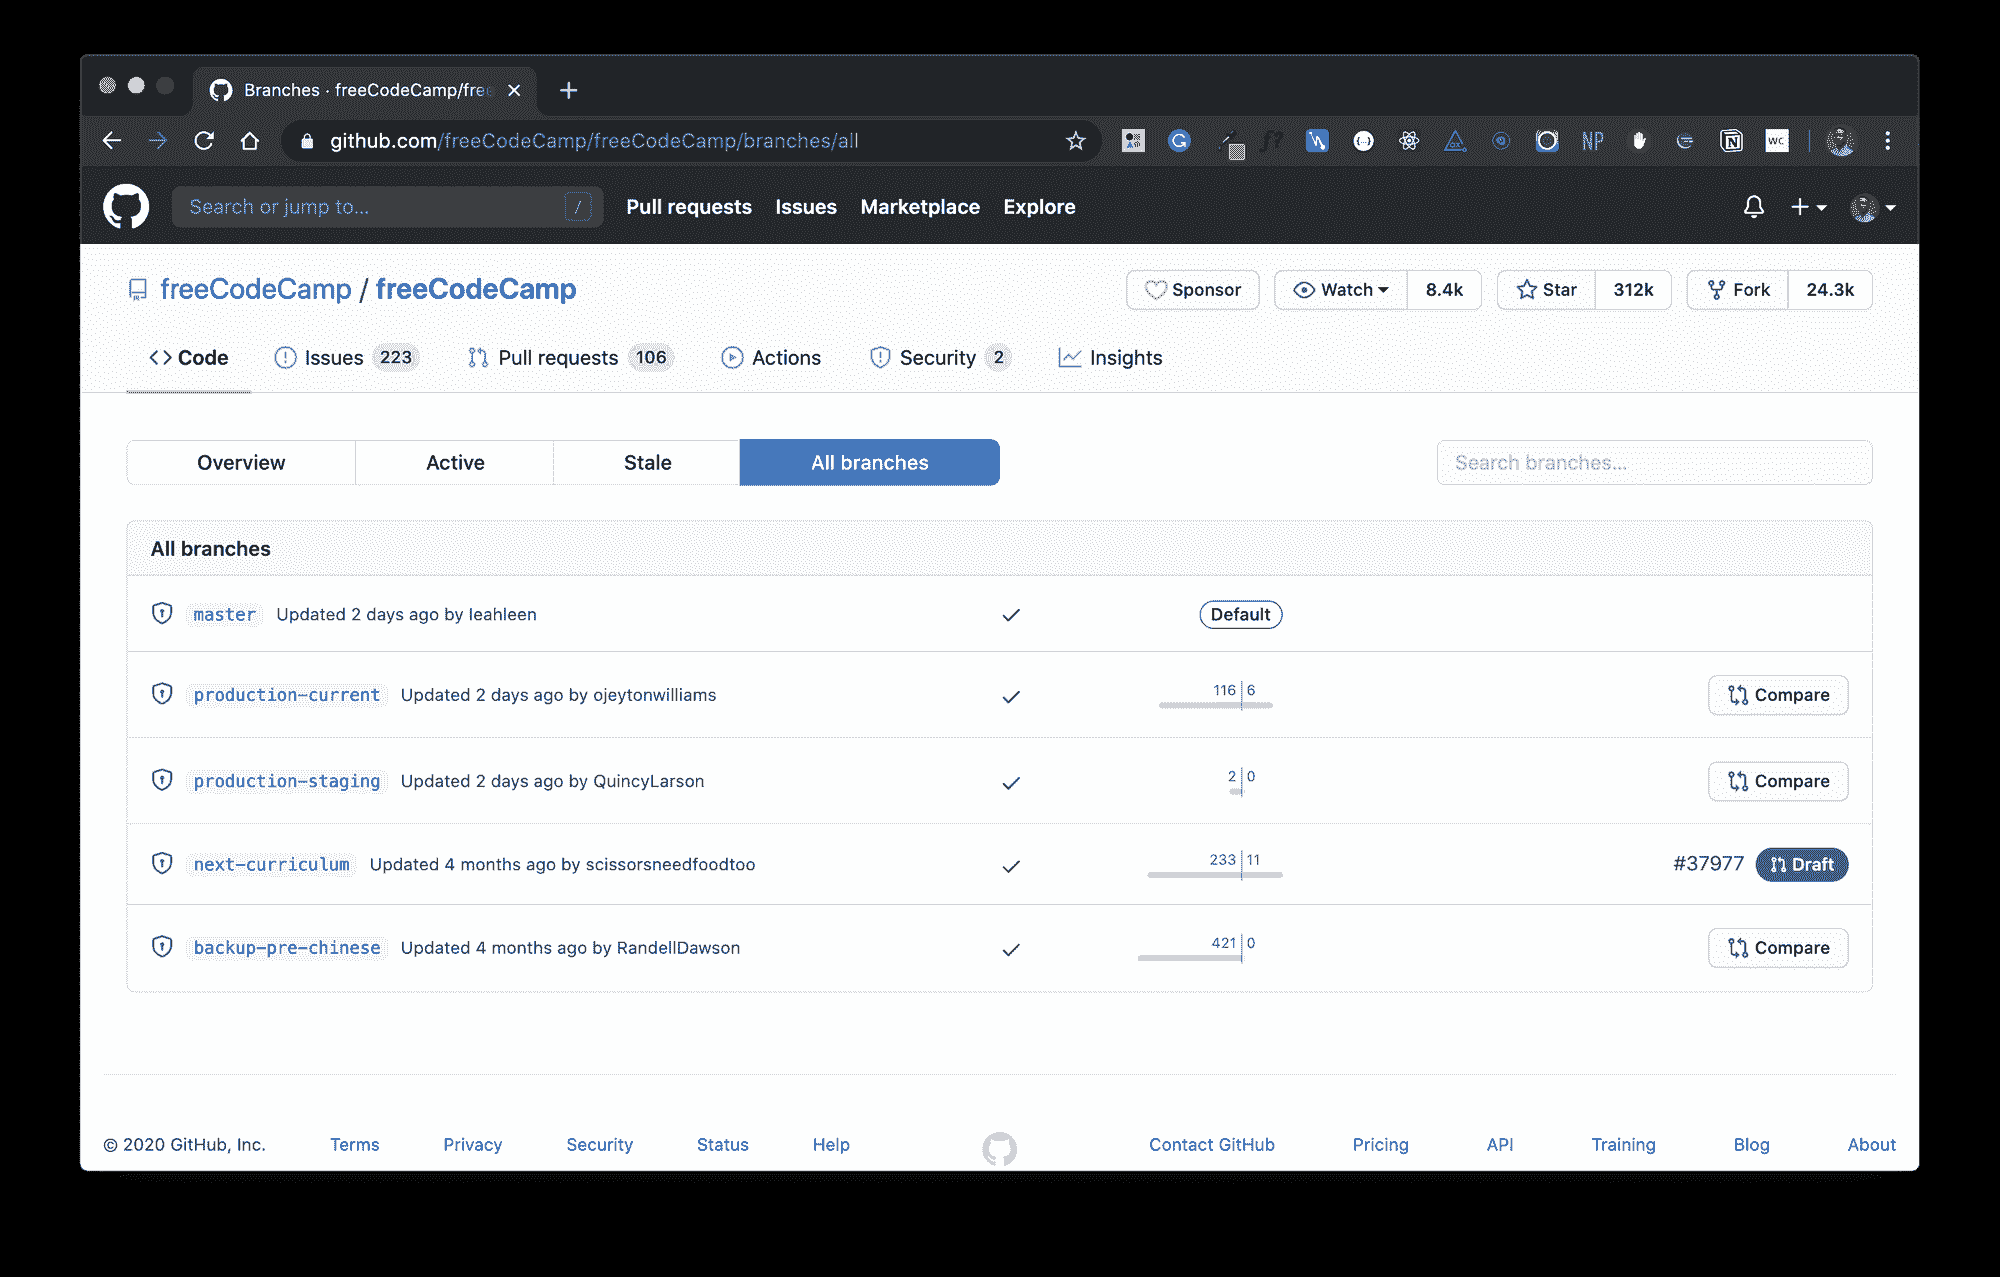 Branches · freeCodeCamp/fre
github.com/freeCodeCamp/freeCodeCamp/branches/all
Search or jump to... / Pull requests Issues Marketplace Explore
freeCodeCamp / freeCodeCamp Sponsor Watch 8.4k Star 312k Fork 24.3k
Code Issues 223 Pull requests 106 Actions Security 2 Insights
Overview Active Stale All branches Search branches...
All branches
master Updated 2 days ago by leahleen Default
production-current Updated 2 days ago by ojeytonwilliams 116 6 Compare
production-staging Updated 2 days ago by QuincyLarson 2 0 Compare
next-curriculum Updated 4 months ago by scissorsneedfoodtoo 233 11 #37977 Draft
backup-pre-chinese Updated 4 months ago by RandellDawson 421 0 Compare
© 2020 GitHub, Inc. Terms Privacy Security Status Help Contact GitHub Pricing API Training Blog About